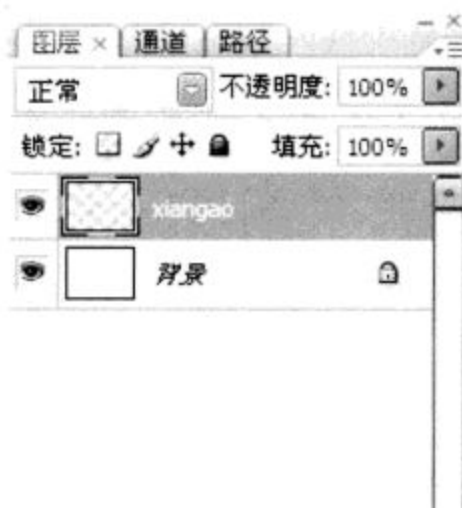 图层 × 通道 路径
正常 不透明度: 100%
锁定: 填充: 100%
xiangao
背景